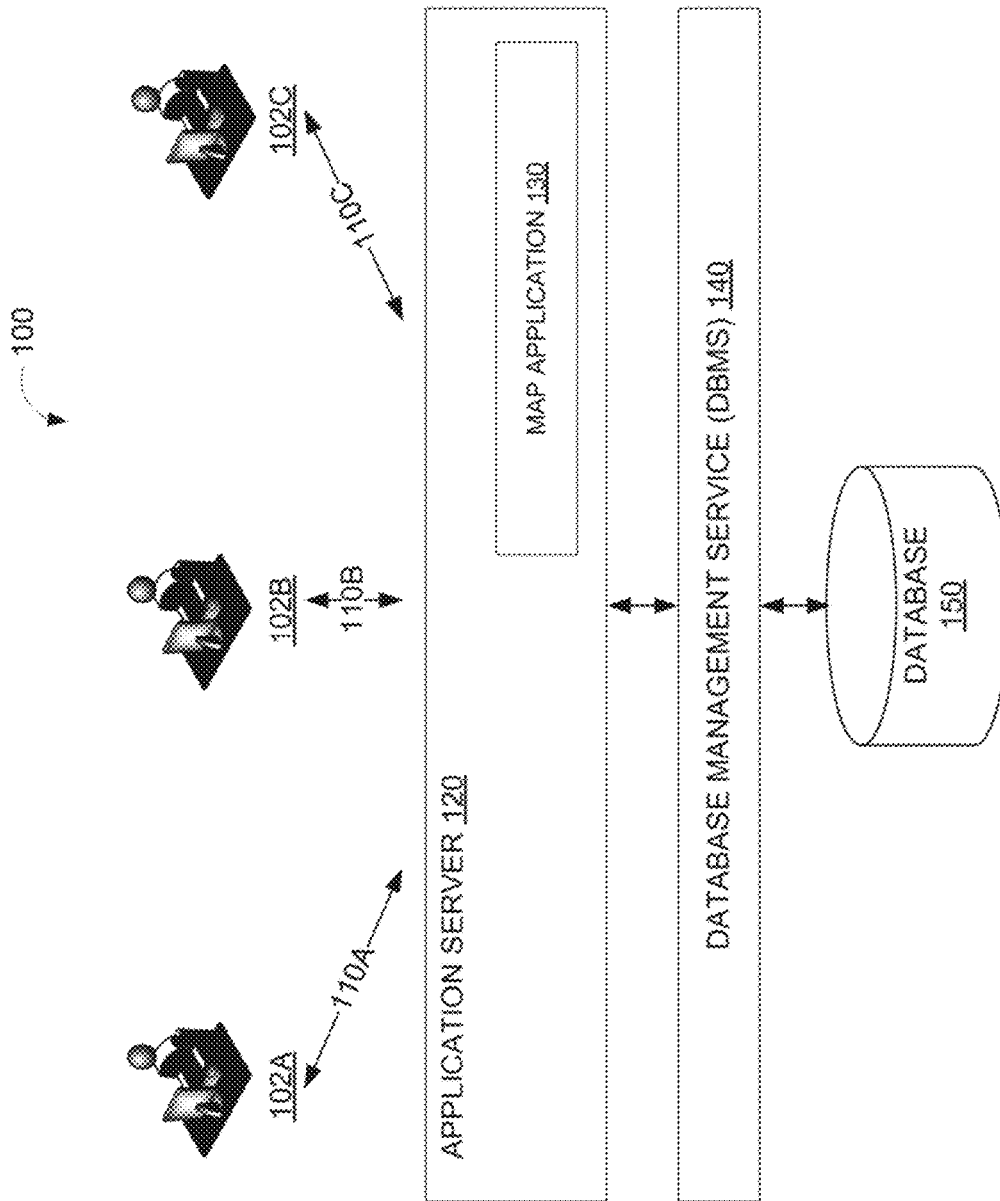 100
102A
102B
102C
110A
110B
110C
APPLICATION SERVER 120
MAP APPLICATION 130
DATABASE MANAGEMENT SERVICE (DBMS) 140
DATABASE
150